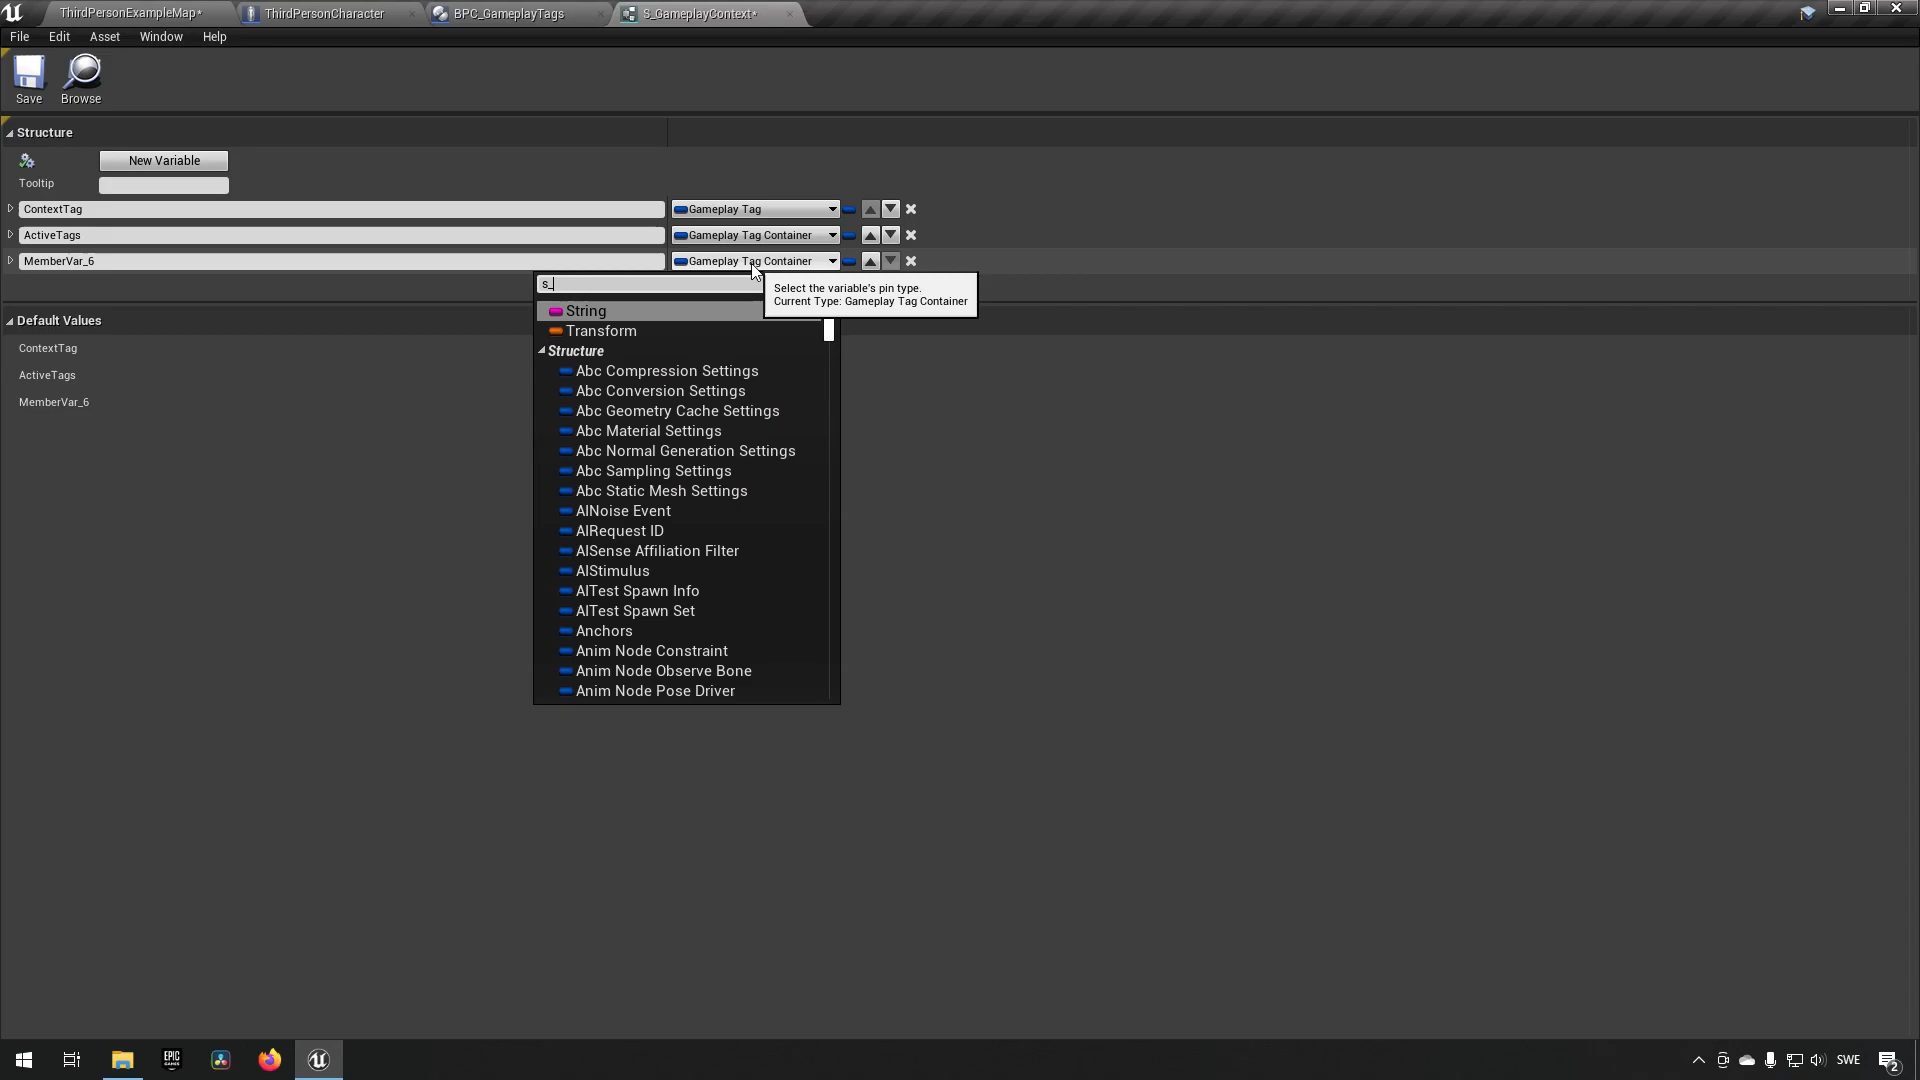 ThirdPersonExampleMap* ThirdPersonCharacter BPC_GameplayTags S_GameplayContext*
File Edit Asset Window Help
Save Browse
Structure
New Variable
Tooltip
ContextTag Gameplay Tag
ActiveTags Gameplay Tag Container
MemberVar_6 Gameplay Tag Container
s_
Select the variable's pin type.
Current Type: Gameplay Tag Container
String
Transform
Structure
Abc Compression Settings
Abc Conversion Settings
Abc Geometry Cache Settings
Abc Material Settings
Abc Normal Generation Settings
Abc Sampling Settings
Abc Static Mesh Settings
AINoise Event
AIRequest ID
AISense Affiliation Filter
AIStimulus
AITest Spawn Info
AITest Spawn Set
Anchors
Anim Node Constraint
Anim Node Observe Bone
Anim Node Pose Driver
Default Values
ContextTag
ActiveTags
MemberVar_6
EPIC GAMES
SWE
2